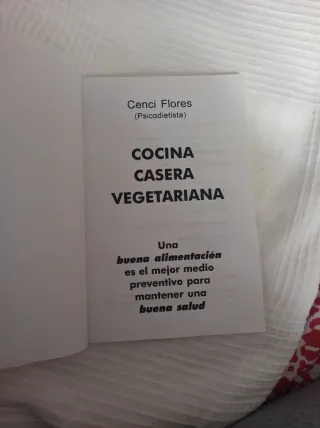 Cenci Flores
(Psicodietista)
COCINA
CASERA
VEGETARIANA
Una
buena alimentación
es el mejor medio
preventivo para
mantener una
buena salud